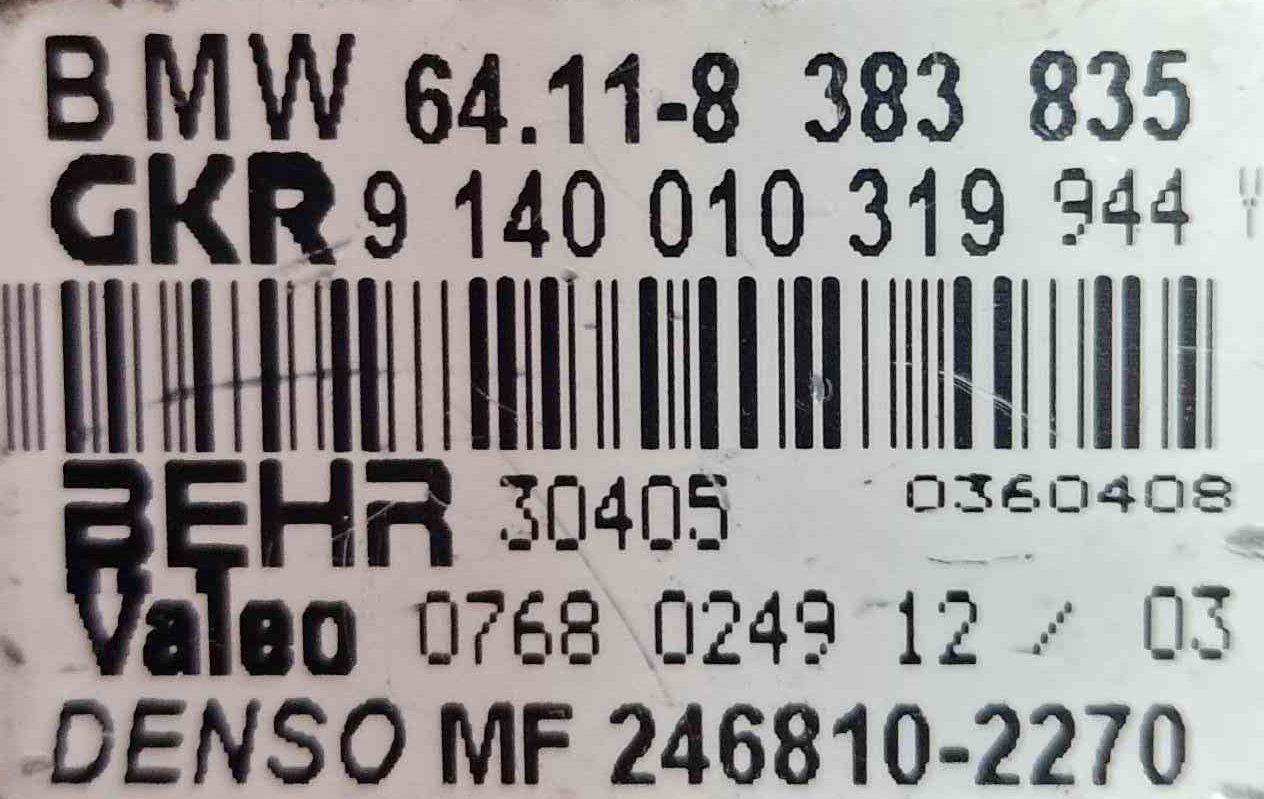 BMW 64.11-8 383 835
GKR 9 140 010 319 944
BEHR 30405 0360408
Valeo 0768 0249 12 / 03
DENSO MF 246810-2270